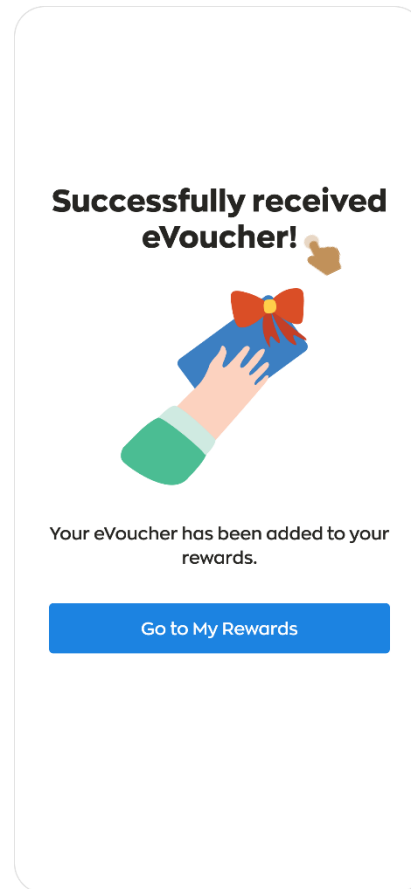 Successfully received
eVoucher!
Your eVoucher has been added to your
rewards.
Go to My Rewards